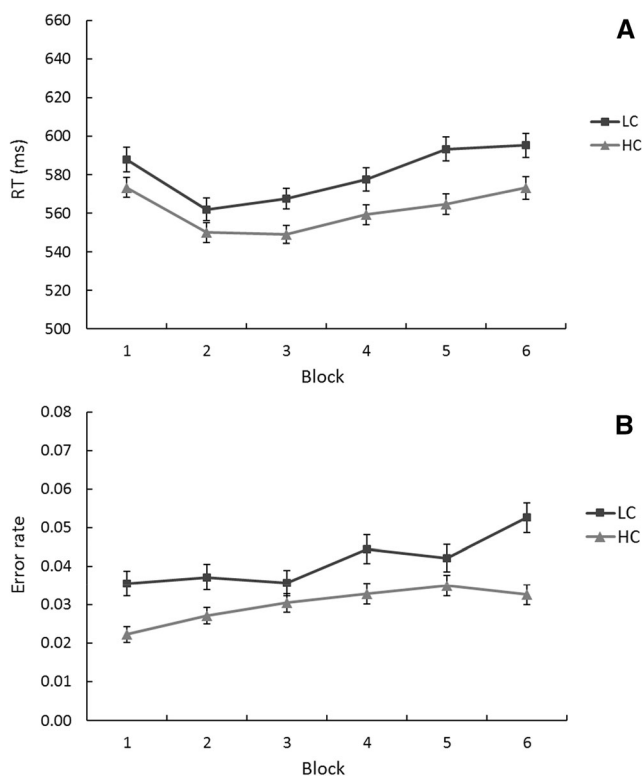 A
660
640
620
600
580
560
540
520
500
RT (ms)
1 2 3 4 5 6
Block
LC
HC
B
0.08
0.07
0.06
0.05
0.04
0.03
0.02
0.01
0.00
Error rate
1 2 3 4 5 6
Block
LC
HC